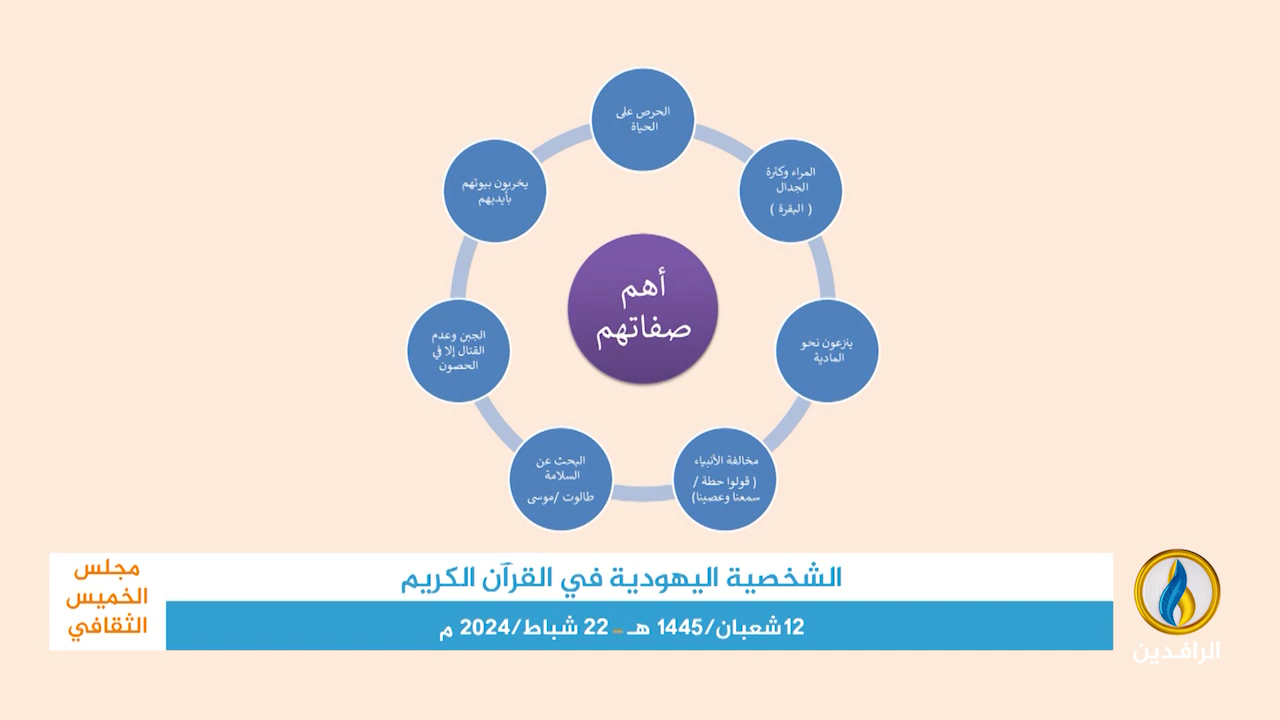 الحرص على
الحياة
المراء وكثرة
الجدال
( البقرة )
ينزعون نحو
المادية
مخالفة الأنبياء
( قولوا حطة /
سمعنا وعصينا)
البحث عن
السلامة
طالوت /موسى
الجبن وعدم
القتال إلا في
الحصون
يخربون بيوتهم
بأيديهم
أهم
صفاتهم
الشخصية اليهودية في القرآن الكريم
12شعبان/1445 هـ - 22 شباط/2024 م
مجلس
الخميس
الثقافي
الرافدين